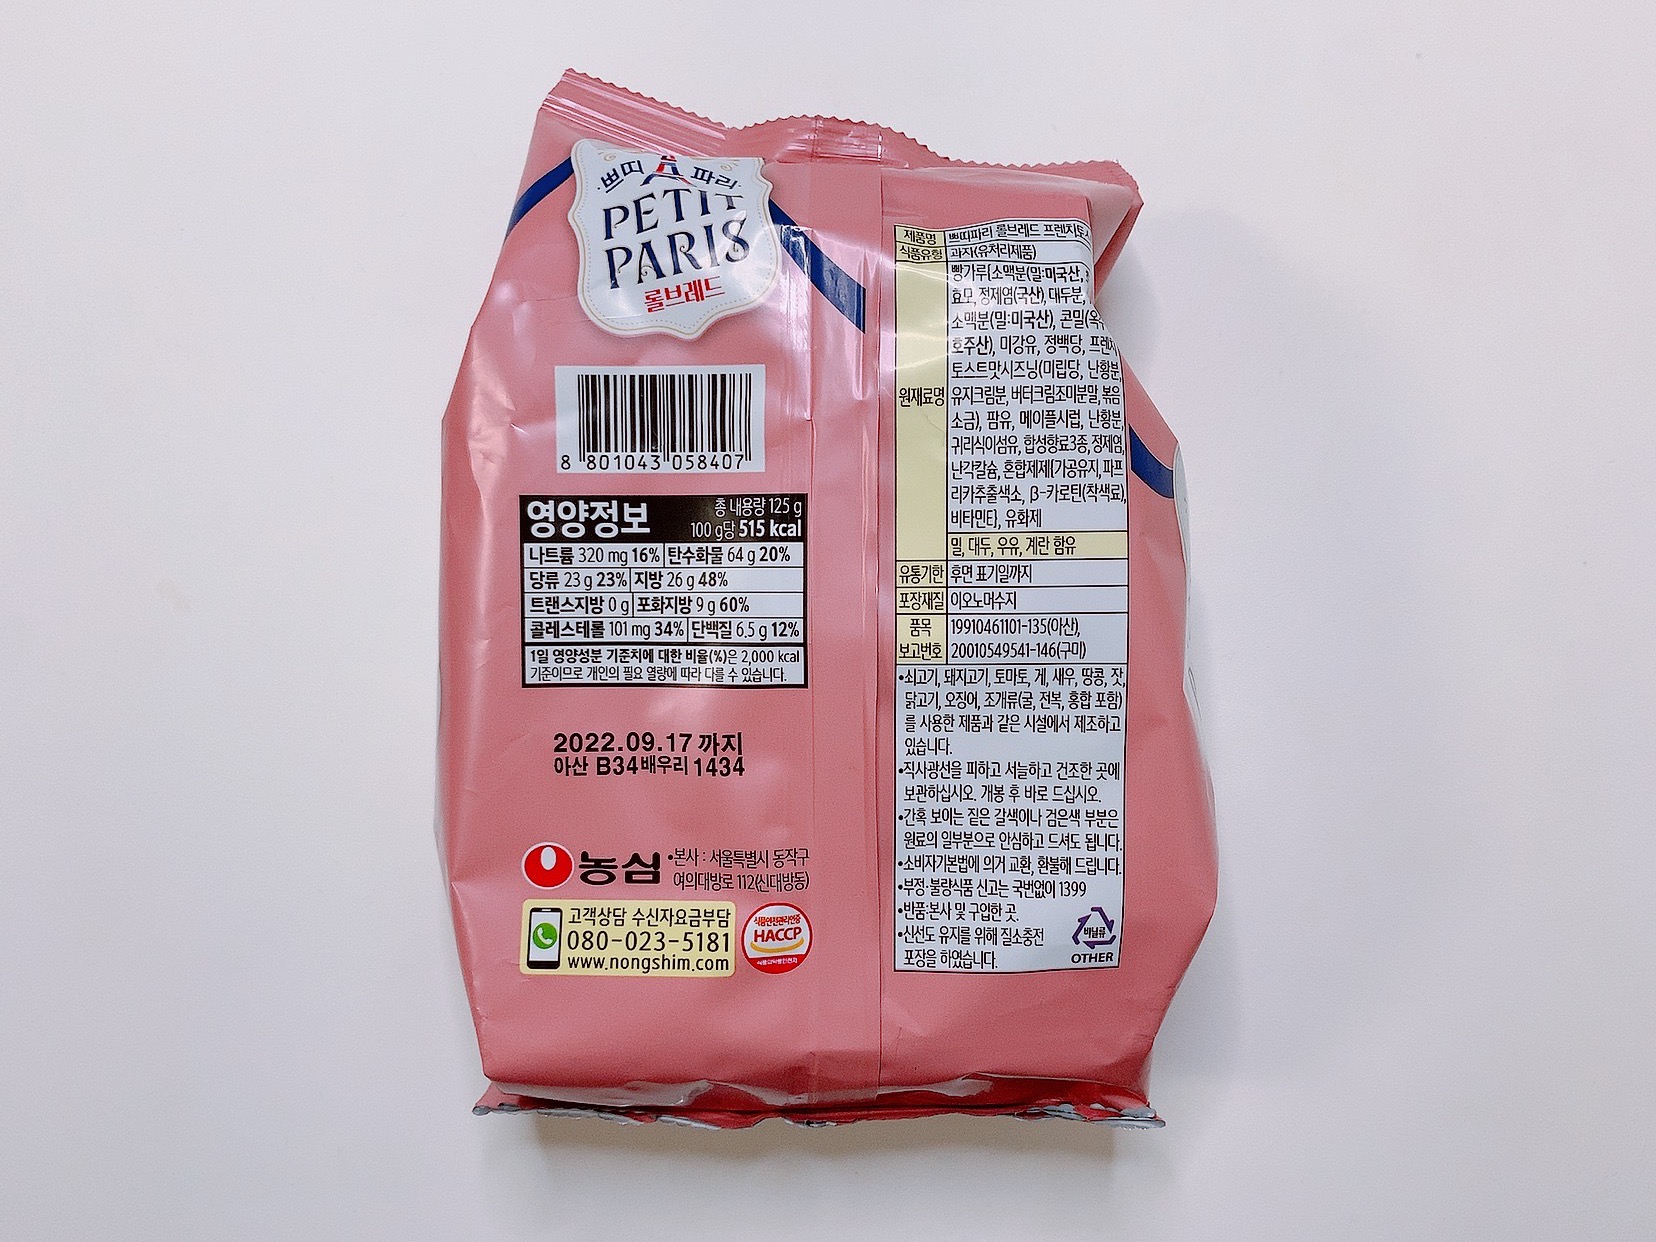 쁘띠 파리
PETIT
PARIS
롤브레드
8 801043 058407
영양정보
총 내용량 125 g
100 g당 515 kcal
나트륨 320 mg 16% 탄수화물 64 g 20%
당류 23 g 23% 지방 26 g 48%
트랜스지방 0 g 포화지방 9 g 60%
콜레스테롤 101 mg 34% 단백질 6.5 g 12%
1일 영양성분 기준치에 대한 비율(%)은 2,000 kcal
기준이므로 개인의 필요 열량에 따라 다를 수 있습니다.
2022.09.17 까지
아산 B34 배우리 1434
농심
•본사 : 서울특별시 동작구
여의대방로 112(신대방동)
고객상담 수신자요금부담
080-023-5181
www.nongshim.com
식품안전관리인증
HACCP
제품명 쁘띠파리 롤브레드 프렌치토
식품유형 과자(유처리제품)
원재료명
빵가루{소맥분(밀:미국산,
효모, 정제염(국산), 대두분,
소맥분(밀:미국산), 콘밀(옥
호주산), 미강유, 정백당, 프렌치
토스트맛시즈닝(미립당, 난황분,
유지크림분, 버터크림조미분말, 볶음
소금), 팜유, 메이플시럽, 난황분,
귀리식이섬유, 합성향료3종, 정제염,
난각칼슘, 혼합제제{가공유지, 파프
리카추출색소, β-카로틴(착색료),
비타민E}, 유화제
밀, 대두, 우유, 계란 함유
유통기한 후면 표기일까지
포장재질 이오노머수지
품목 19910461101-135(아산),
보고번호 20010549541-146(구미)
•쇠고기, 돼지고기, 토마토, 게, 새우, 땅콩, 잣,
닭고기, 오징어, 조개류(굴, 전복, 홍합 포함)
를 사용한 제품과 같은 시설에서 제조하고
있습니다.
•직사광선을 피하고 서늘하고 건조한 곳에
보관하십시오. 개봉 후 바로 드십시오.
•간혹 보이는 짙은 갈색이나 검은색 부분은
원료의 일부분으로 안심하고 드셔도 됩니다.
•소비자기본법에 의거 교환, 환불해 드립니다.
•부정·불량식품 신고는 국번없이 1399
•반품:본사 및 구입한 곳.
•신선도 유지를 위해 질소충전
포장을 하였습니다.
비닐류
OTHER